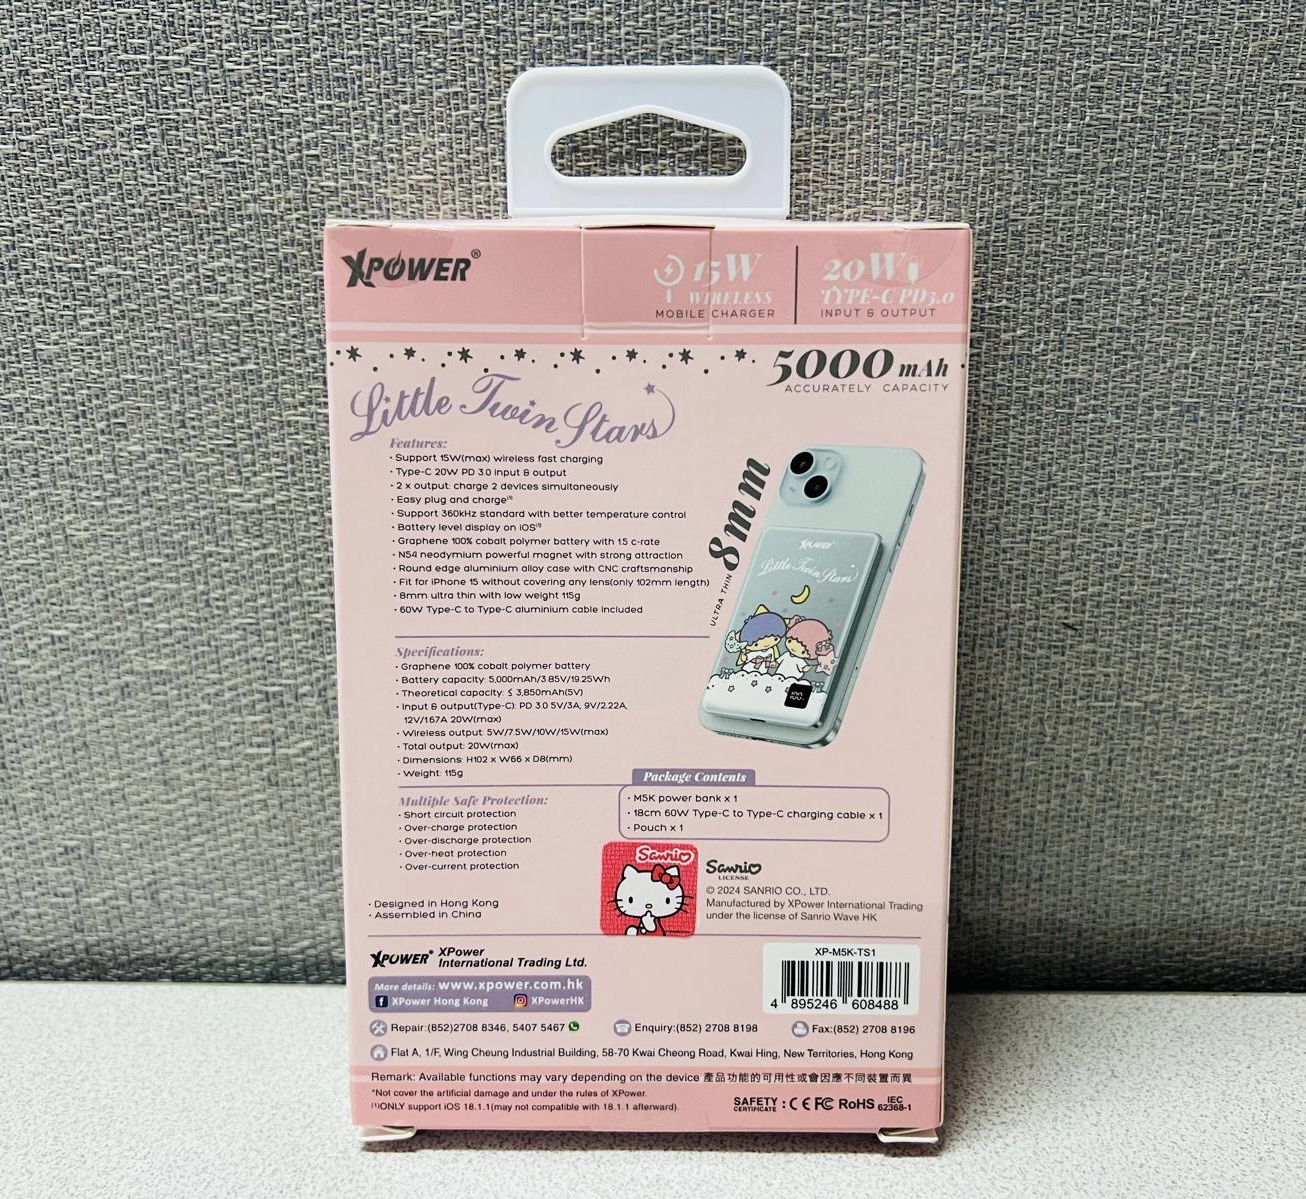 XPOWER®
15W
WIRELESS
MOBILE CHARGER
20W
TYPE-C PD3.0
INPUT & OUTPUT
5000 mAh
ACCURATELY CAPACITY
Little Twin Stars
Features:
· Support 15W(max) wireless fast charging
· Type-C 20W PD 3.0 input & output
· 2 x output: charge 2 devices simultaneously
· Easy plug and charge⁽¹⁾
· Support 360kHz standard with better temperature control
· Battery level display on iOS⁽¹⁾
· Graphene 100% cobalt polymer battery with 1.5 c-rate
· N54 neodymium powerful magnet with strong attraction
· Round edge aluminium alloy case with CNC craftsmanship
· Fit for iPhone 15 without covering any lens(only 102mm length)
· 8mm ultra thin with low weight 115g
· 60W Type-C to Type-C aluminium cable included
ULTRA THIN 8mm
XPOWER
Little Twin Stars
100
Specifications:
· Graphene 100% cobalt polymer battery
· Battery capacity: 5,000mAh/3.85V/19.25Wh
· Theoretical capacity: ≤ 3,850mAh(5V)
· Input & output(Type-C): PD 3.0 5V/3A, 9V/2.22A,
12V/1.67A 20W(max)
· Wireless output: 5W/7.5W/10W/15W(max)
· Total output: 20W(max)
· Dimensions: H102 x W66 x D8(mm)
· Weight: 115g
Package Contents
· M5K power bank x 1
· 18cm 60W Type-C to Type-C charging cable x 1
· Pouch x 1
Multiple Safe Protection:
· Short circuit protection
· Over-charge protection
· Over-discharge protection
· Over-heat protection
· Over-current protection
Sanrio
Sanrio
LICENSE
© 2024 SANRIO CO., LTD.
Manufactured by XPower International Trading
under the license of Sanrio Wave HK
· Designed in Hong Kong
· Assembled in China
XPOWER® XPower
International Trading Ltd.
More details: www.xpower.com.hk
XPower Hong Kong XPowerHK
XP-M5K-TS1
4 895246 608488
Repair:(852)2708 8346, 5407 5467
Enquiry:(852) 2708 8198
Fax:(852) 2708 8196
Flat A, 1/F, Wing Cheung Industrial Building, 58-70 Kwai Cheong Road, Kwai Hing, New Territories, Hong Kong
Remark: Available functions may vary depending on the device 產品功能的可用性或會因應不同裝置而異
*Not cover the artificial damage and under the rules of XPower.
⁽¹⁾ONLY support iOS 18.1.1(may not compatible with 18.1.1 afterward).
SAFETY
CERTIFICATE : CE FC RoHS IEC
62368-1